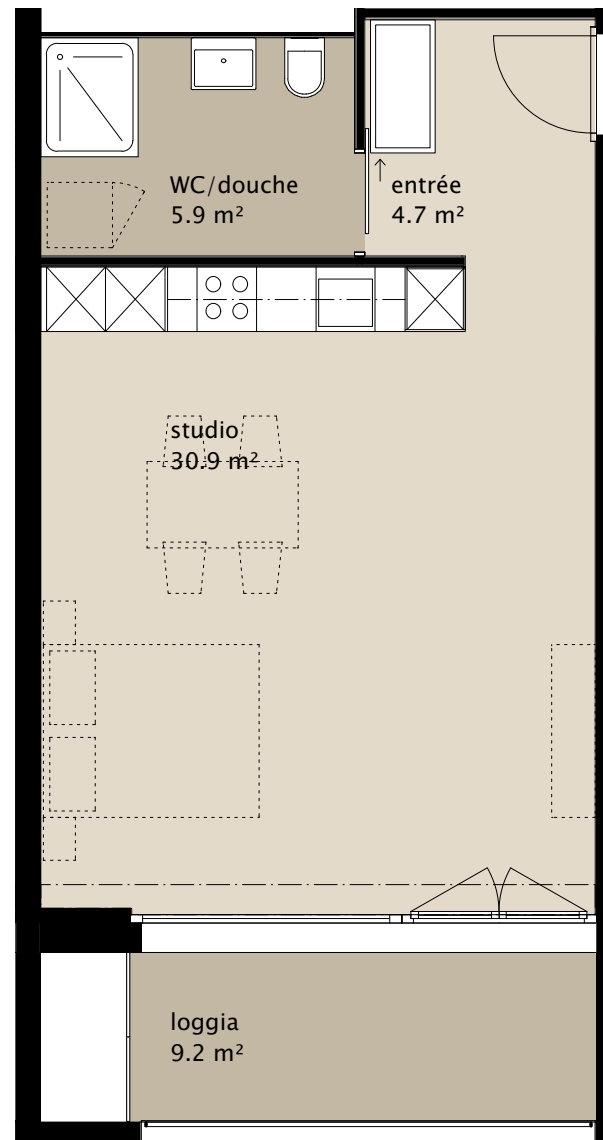 WC/douche
5.9 m²
entrée
4.7 m²
studio
30.9 m²
loggia
9.2 m²